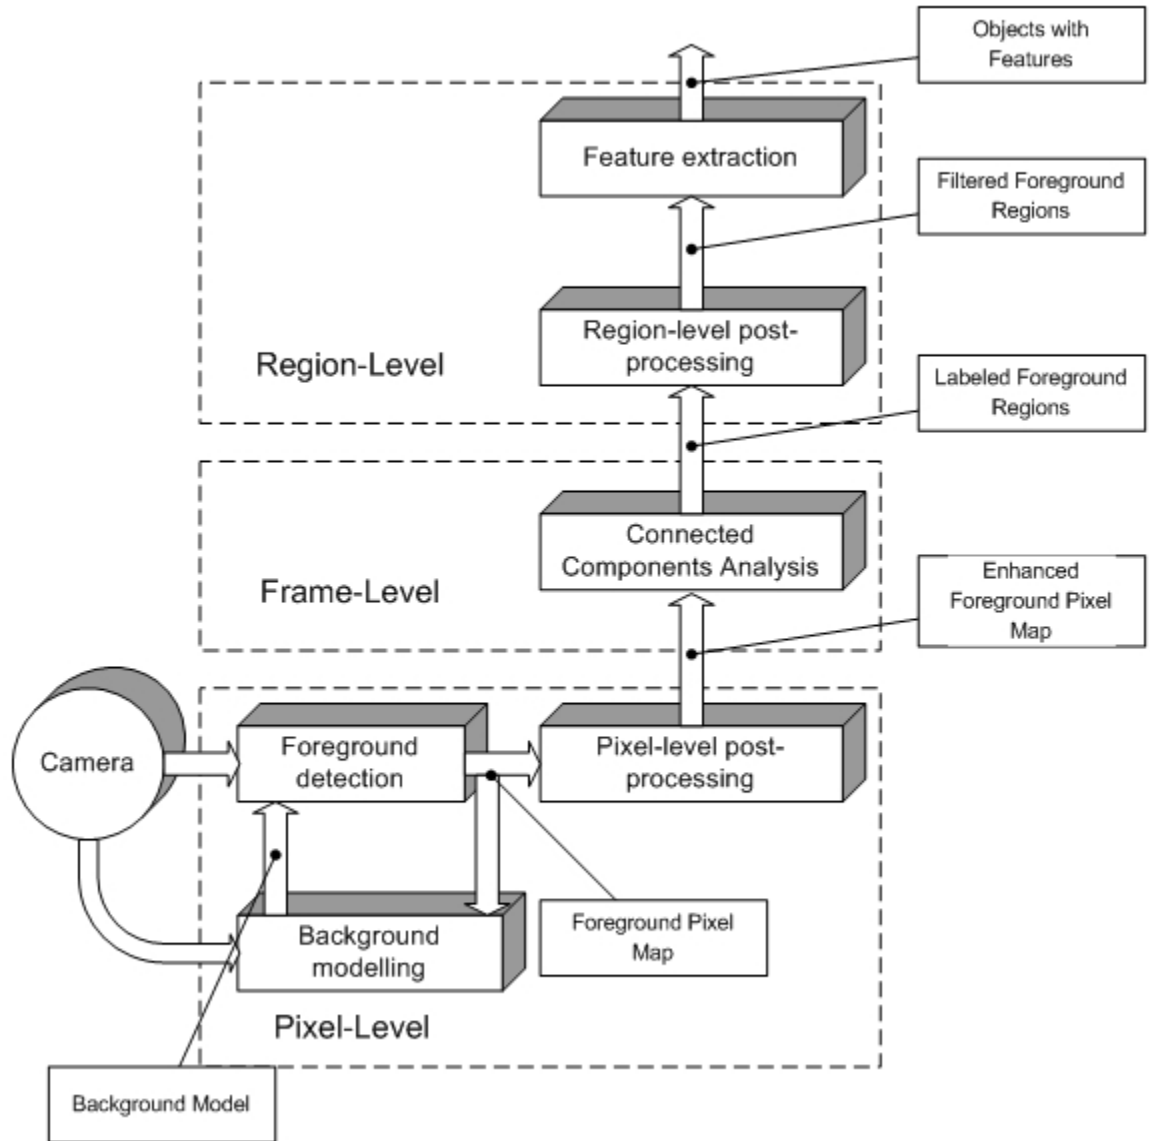 Objects with
Features
Feature extraction
Filtered Foreground
Regions
Region-level post-
processing
Region-Level
Labeled Foreground
Regions
Connected
Components Analysis
Frame-Level
Enhanced
Foreground Pixel
Map
Camera
Foreground
detection
Pixel-level post-
processing
Background
modelling
Foreground Pixel
Map
Pixel-Level
Background Model